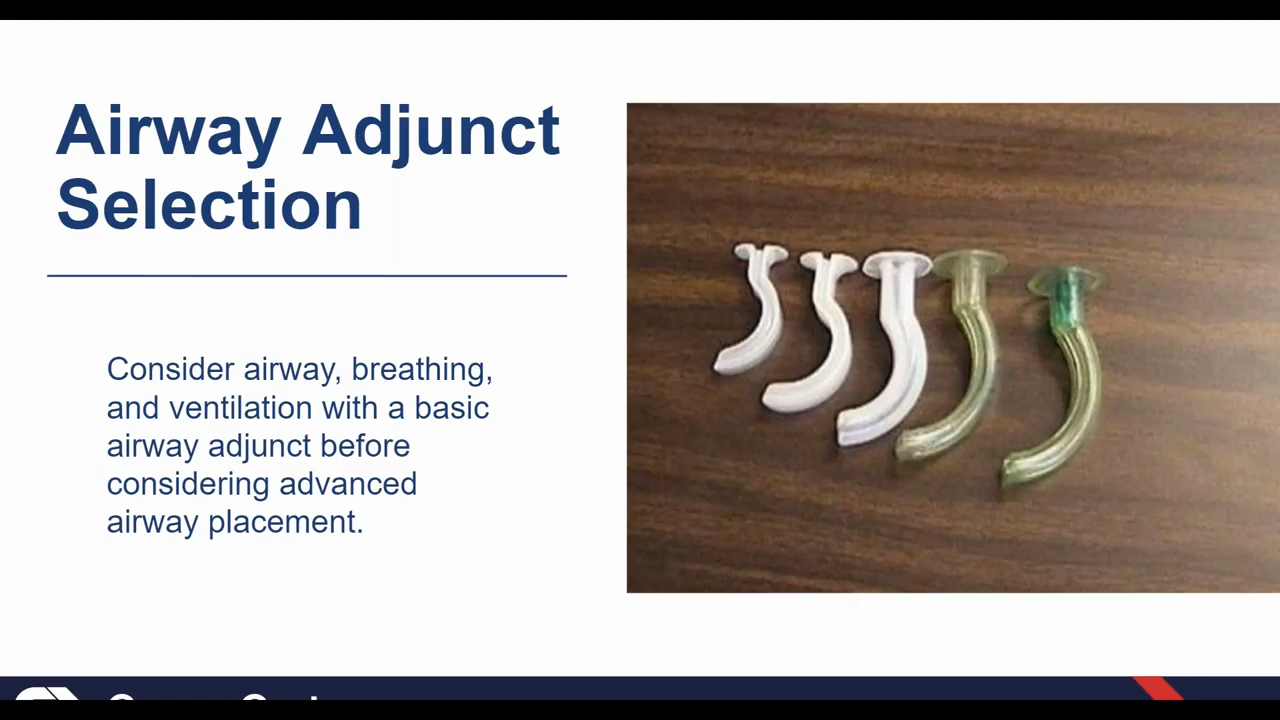 Airway Adjunct
Selection
Consider airway, breathing,
and ventilation with a basic
airway adjunct before
considering advanced
airway placement.